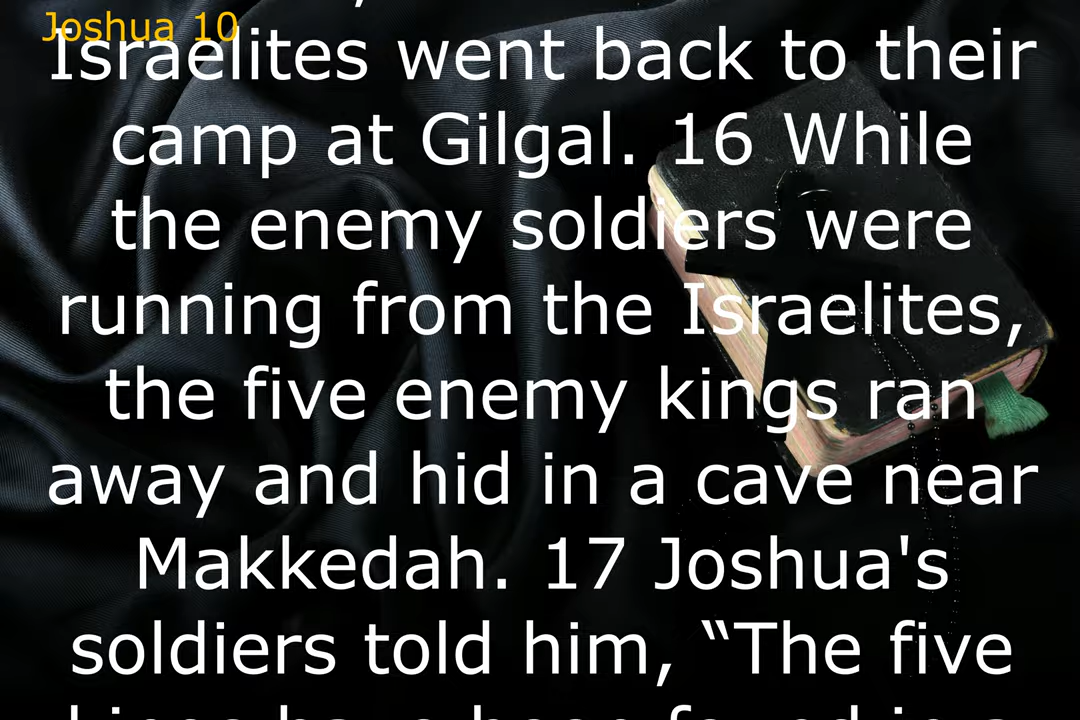 Joshua 10
Israelites went back to their
camp at Gilgal. 16 While
the enemy soldiers were
running from the Israelites,
the five enemy kings ran
away and hid in a cave near
Makkedah. 17 Joshua's
soldiers told him, “The five